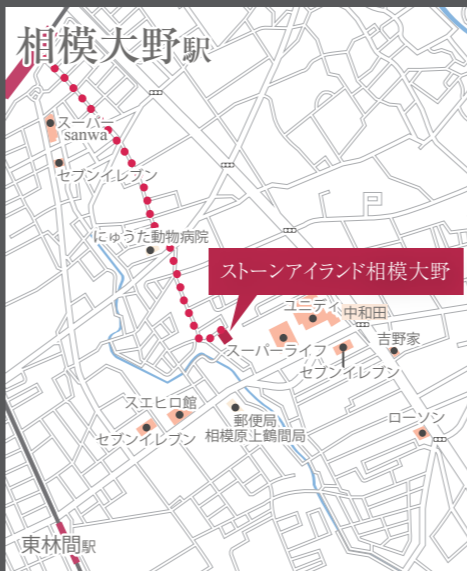 相模大野駅
スーパー
sanwa
セブンイレブン
にゅうた動物病院
ストーンアイランド相模大野
ユニディ
中和田
スーパーライフ
吉野家
セブンイレブン
スエヒロ館
郵便局
相模原上鶴間局
セブンイレブン
ローソン
東林間駅